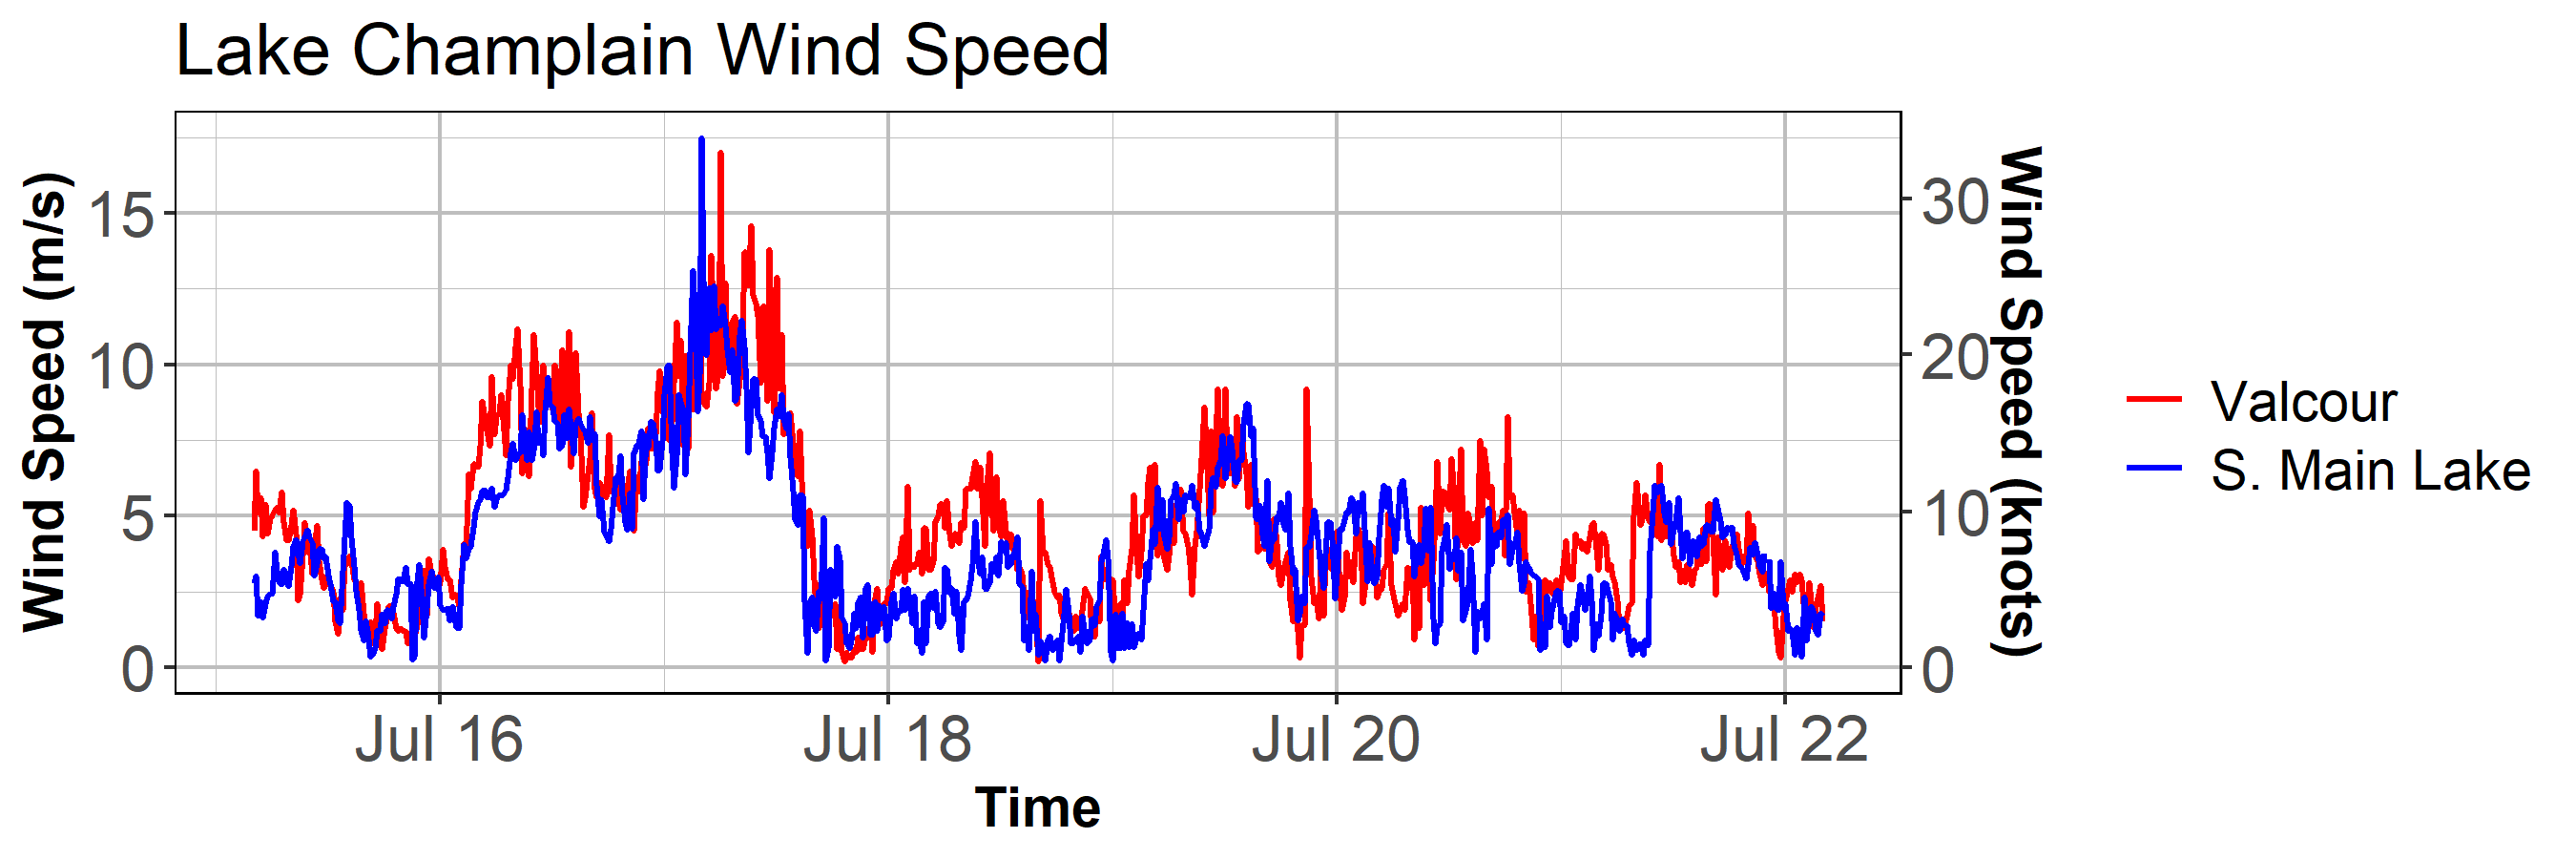 Lake Champlain Wind Speed
Wind Speed (m/s)
15
10
5
0
30
20
10
0
Wind Speed (knots)
Jul 16
Jul 18
Jul 20
Jul 22
Time
Valcour
S. Main Lake